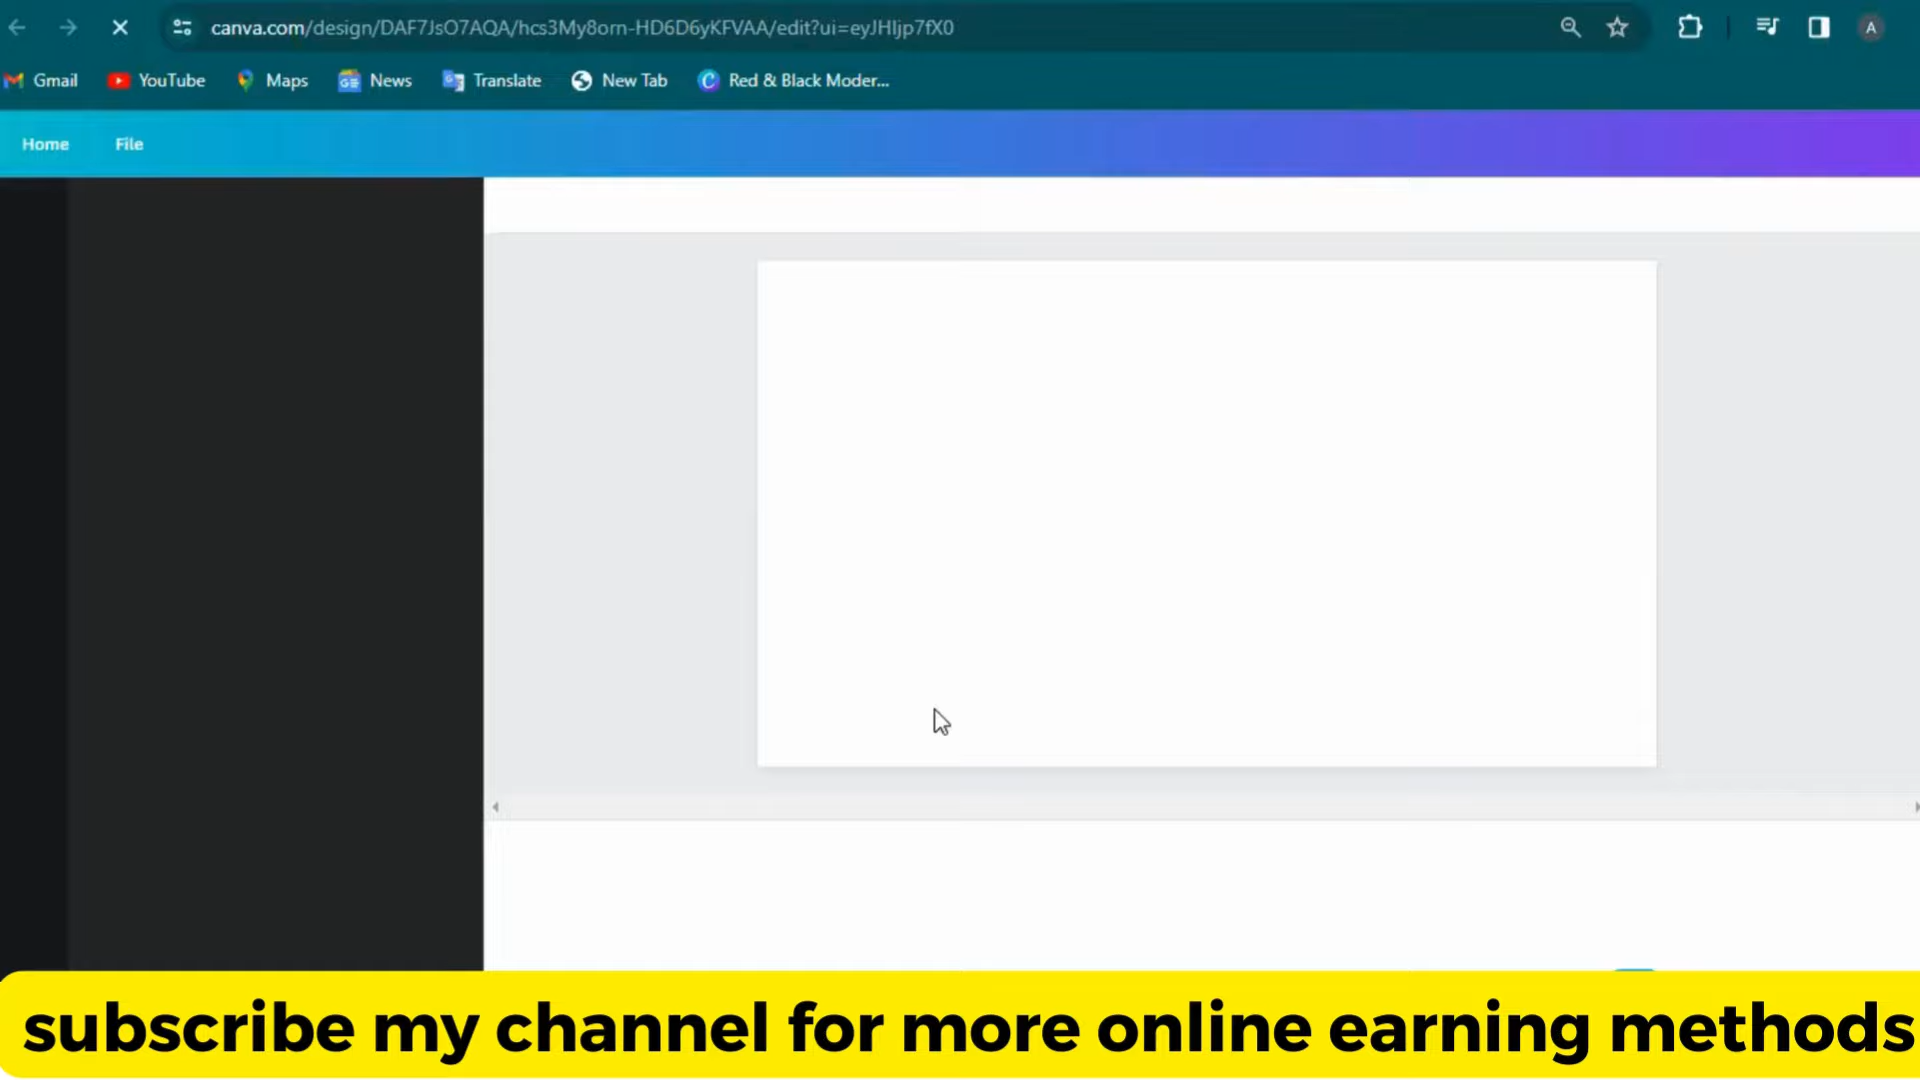 canva.com/design/DAF7JsO7AQA/hcs3My8orn-HD6D6yKFVAA/edit?ui=eyJHIjp7fX0
A
Gmail
YouTube
Maps
News
Translate
New Tab
Red & Black Moder...
Home
File
subscribe my channel for more online earning methods